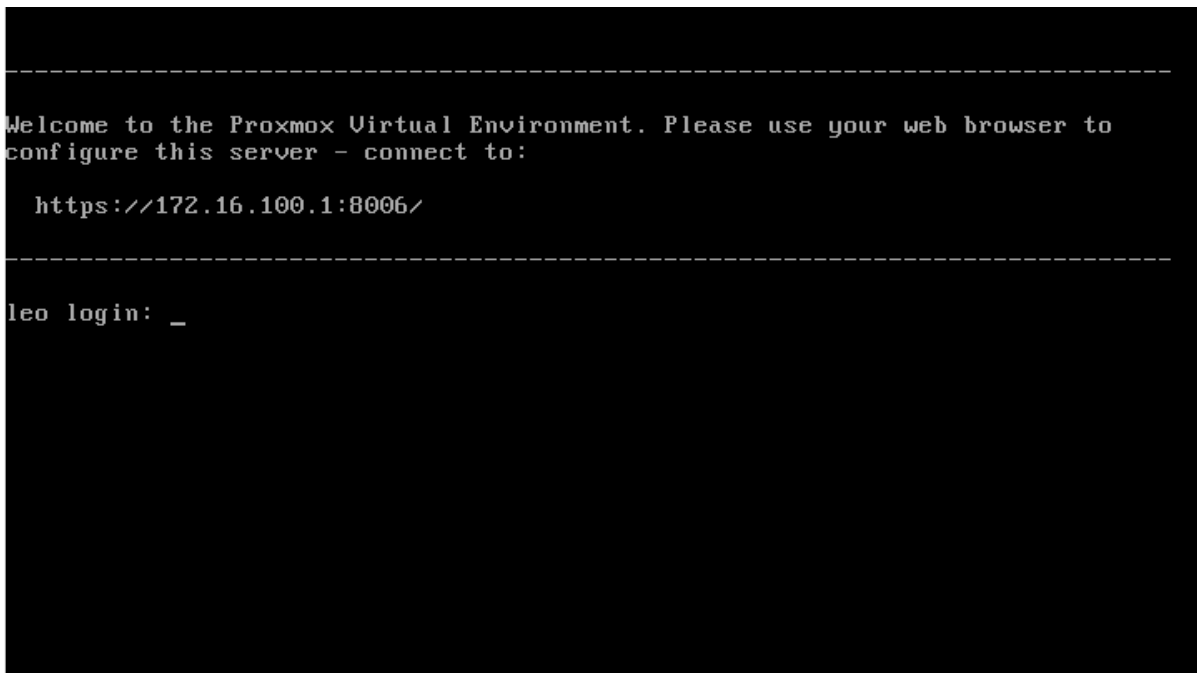 --------------------------------------------------------------------------------
Welcome to the Proxmox Virtual Environment. Please use your web browser to
configure this server - connect to:
https://172.16.100.1:8006/
--------------------------------------------------------------------------------
leo login: _